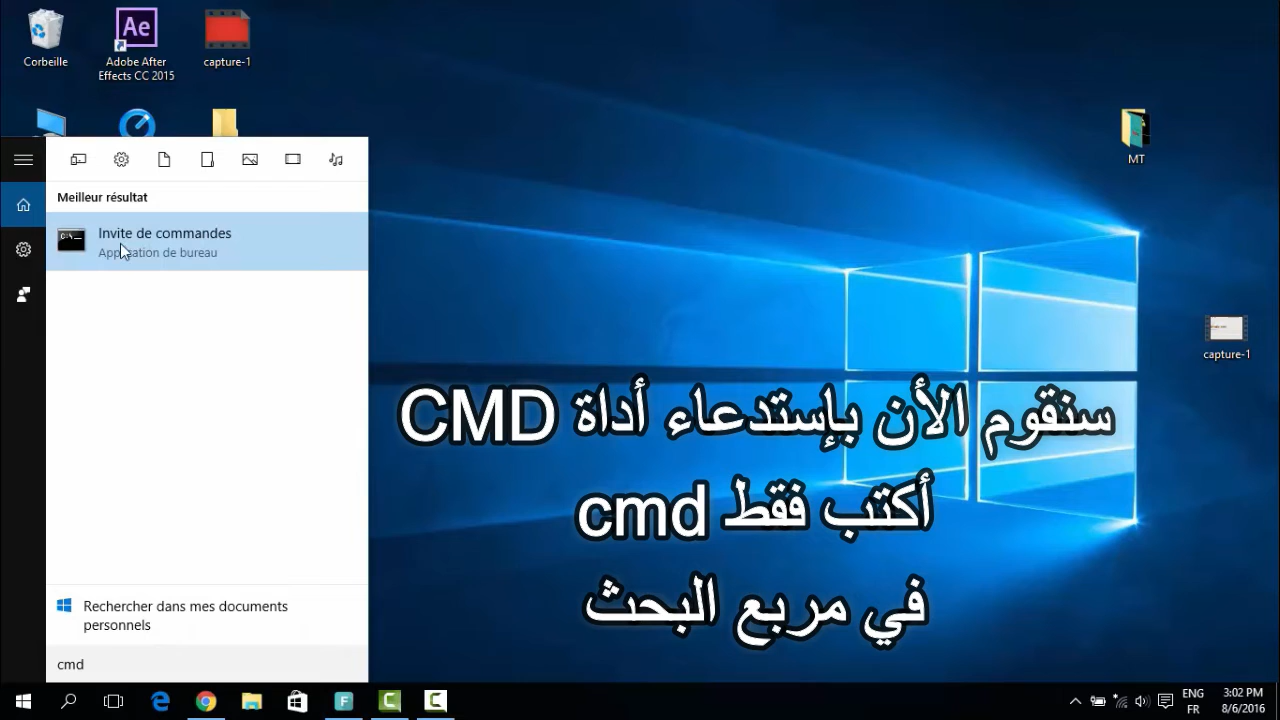 Corbeille
Ae
Adobe After
Effects CC 2015
capture-1
Meilleur résultat
C:\_
Invite de commandes
Application de bureau
MT
capture-1
سنقوم الأن بإستدعاء أداة CMD
أكتب فقط cmd
في مربع البحث
Rechercher dans mes documents
personnels
cmd
F
C
C
ENG
FR
3:02 PM
8/6/2016